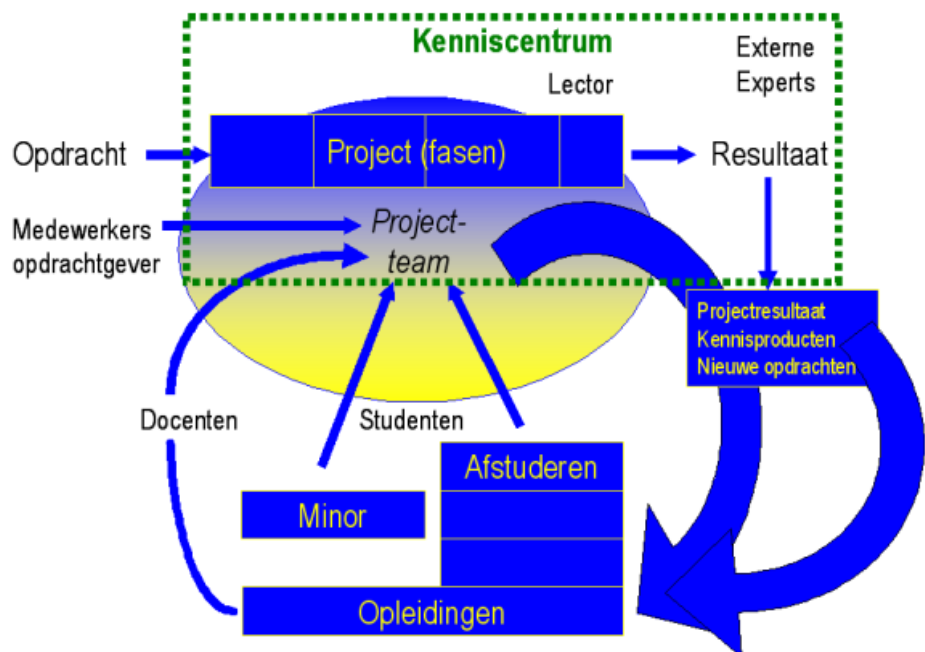 Kenniscentrum
Externe
Experts
Lector
Opdracht
Project (fasen)
Resultaat
Medewerkers
opdrachtgever
Project-
team
Projectresultaat
Kennisproducten
Nieuwe opdrachten
Docenten
Studenten
Afstuderen
Minor
Opleidingen